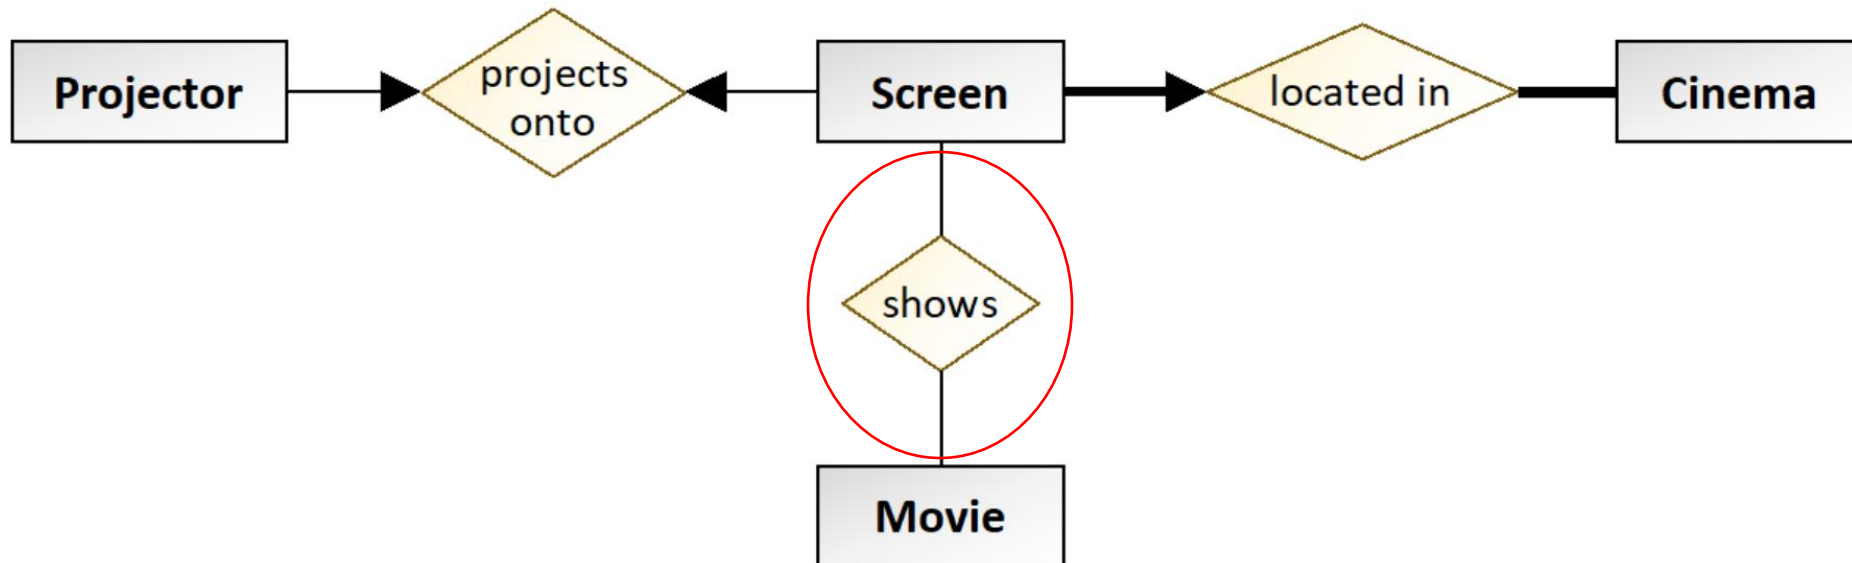 Projector
projects
onto
Screen
located in
Cinema
shows
Movie